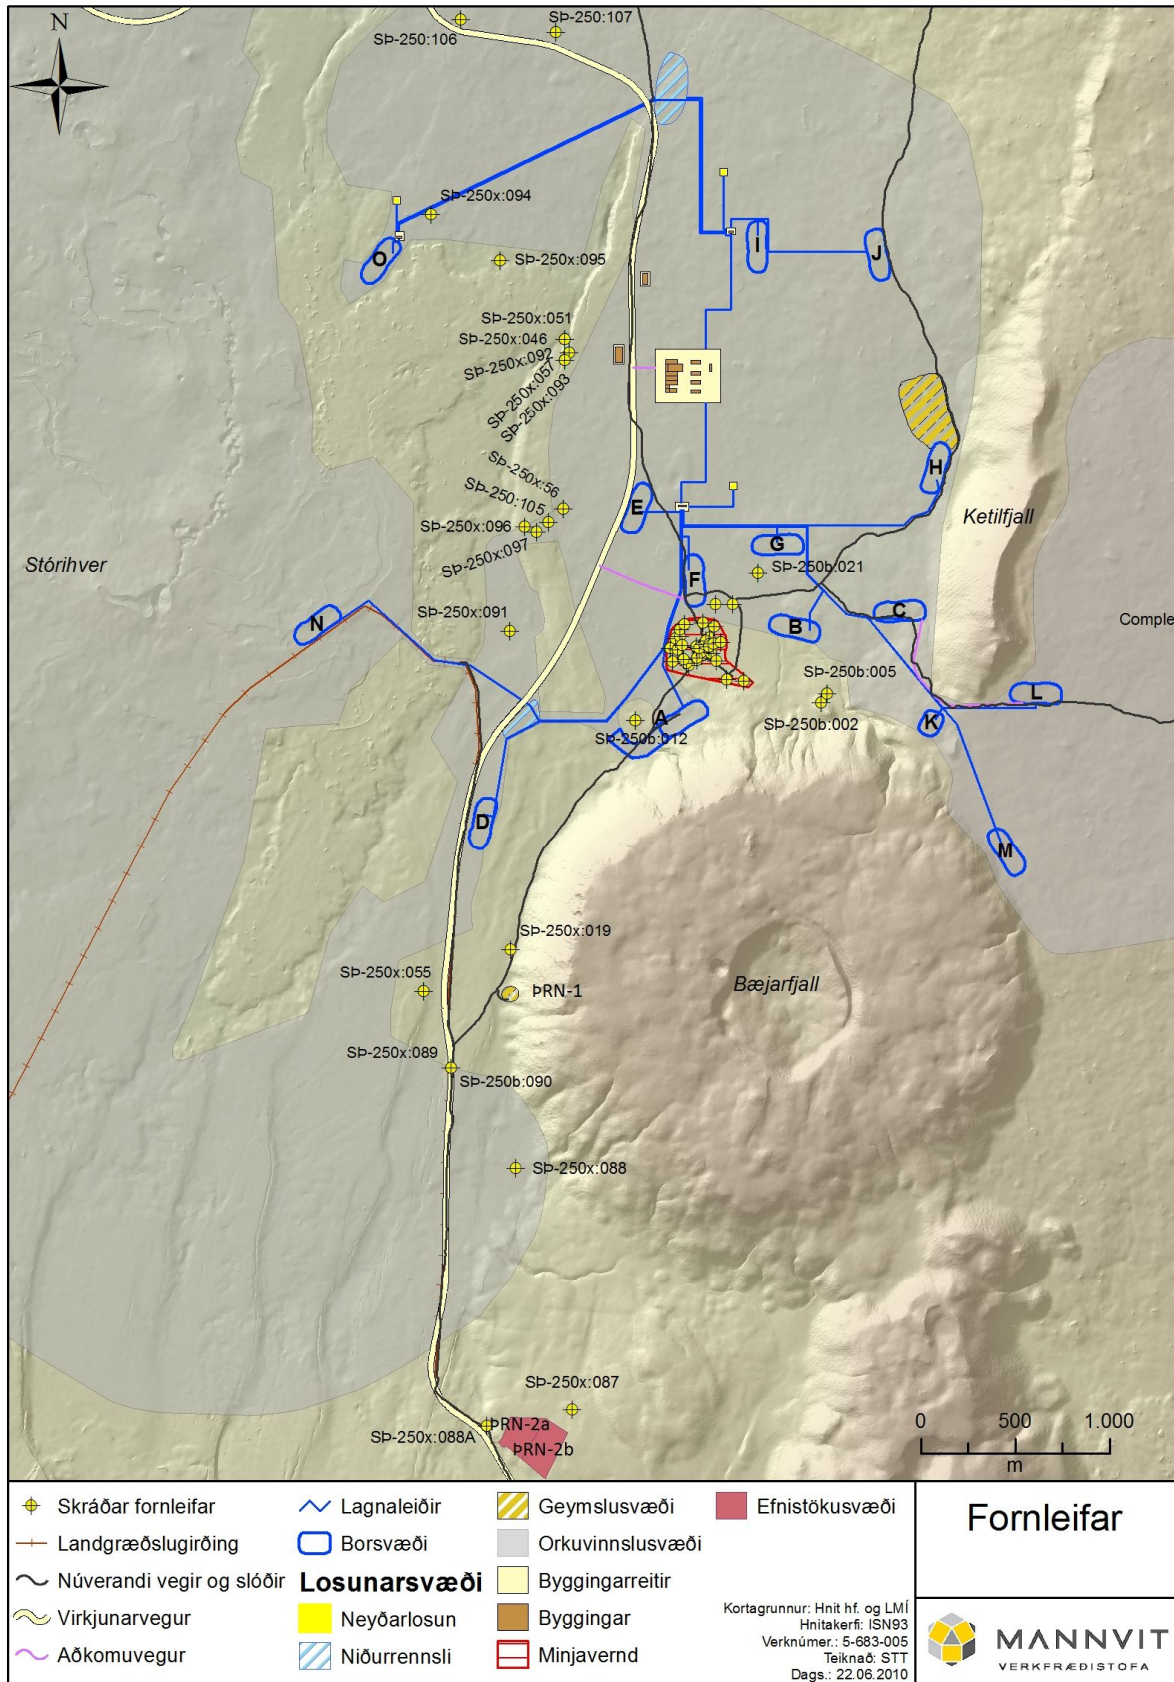 N
SÞ-250:107
SÞ-250:106
SÞ-250x:094
O
SÞ-250x:095
I
J
SÞ-250x:051
SÞ-250x:046
SÞ-250x:092
SÞ-250x:057
SÞ-250x:093
SÞ-250x:56
SÞ-250:105
SÞ-250x:096
SÞ-250x:097
E
H
G
Ketilfjall
Stórihver
F
SÞ-250b:021
SÞ-250x:091
N
B
C
Comple
SÞ-250b:005
SÞ-250b:002
L
K
A
SÞ-250b:012
D
M
SÞ-250x:019
SÞ-250x:055
ÞRN-1
Bæjarfjall
SÞ-250x:089
SÞ-250b:090
SÞ-250x:088
SÞ-250x:087
SÞ-250x:088A
ÞRN-2a
ÞRN-2b
0 500 1.000
m
Skráðar fornleifar
Landgræðslugirðing
Núverandi vegir og slóðir
Virkjunarvegur
Aðkomuvegur
Lagnaleiðir
Borsvæði
Losunarsvæði
Neyðarlosun
Niðurrennsli
Geymslusvæði
Orkuvinnslusvæði
Byggingarreitir
Byggingar
Minjavernd
Efnistökusvæði
Kortagrunnur: Hnit hf. og LMÍ
Hnitakerfi: ISN93
Verknúmer.: 5-683-005
Teiknað: STT
Dags.: 22.06.2010
Fornleifar
MANNVIT
VERKFRÆÐISTOFA